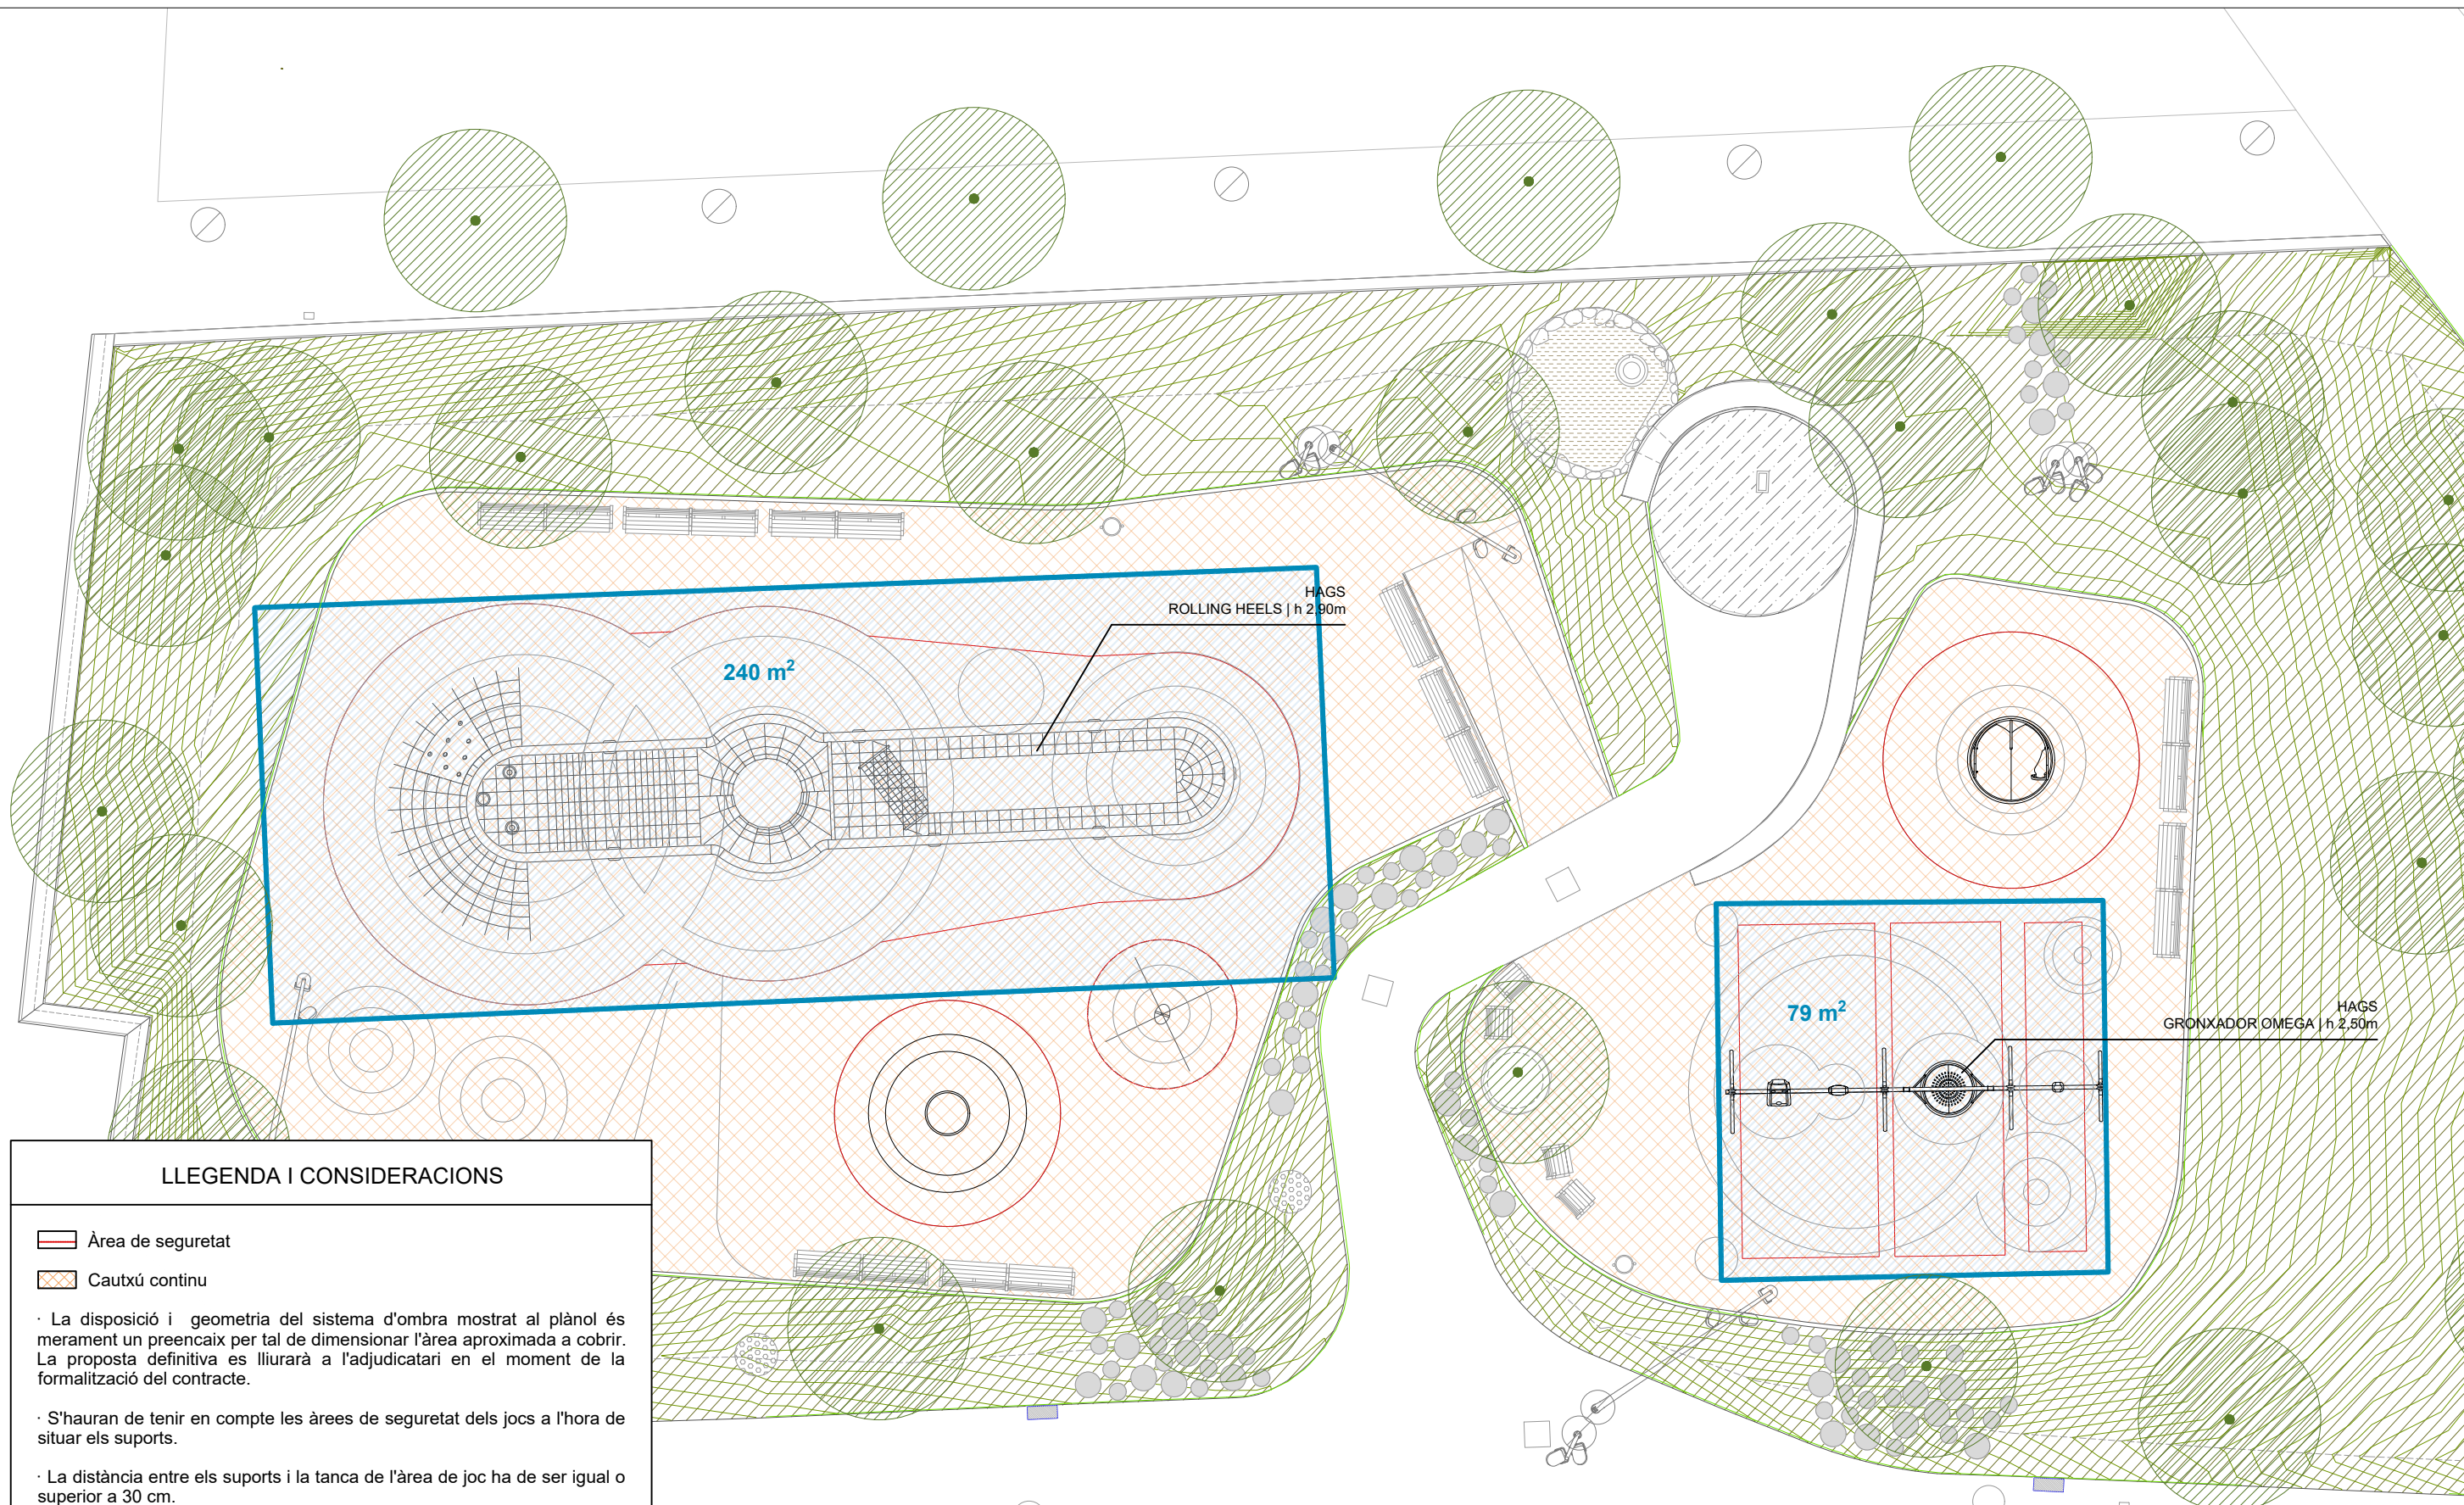 HAGS
ROLLING HEELS | h 2,90m
240 m²
79 m²
HAGS
GRONXADOR OMEGA | h 2,50m
LLEGENDA I CONSIDERACIONS
Àrea de seguretat
Cautxú continu
· La disposició i geometria del sistema d'ombra mostrat al plànol és
merament un preencaix per tal de dimensionar l'àrea aproximada a cobrir.
La proposta definitiva es lliurarà a l'adjudicatari en el moment de la
formalització del contracte.
· S'hauran de tenir en compte les àrees de seguretat dels jocs a l'hora de
situar els suports.
· La distància entre els suports i la tanca de l'àrea de joc ha de ser igual o
superior a 30 cm.